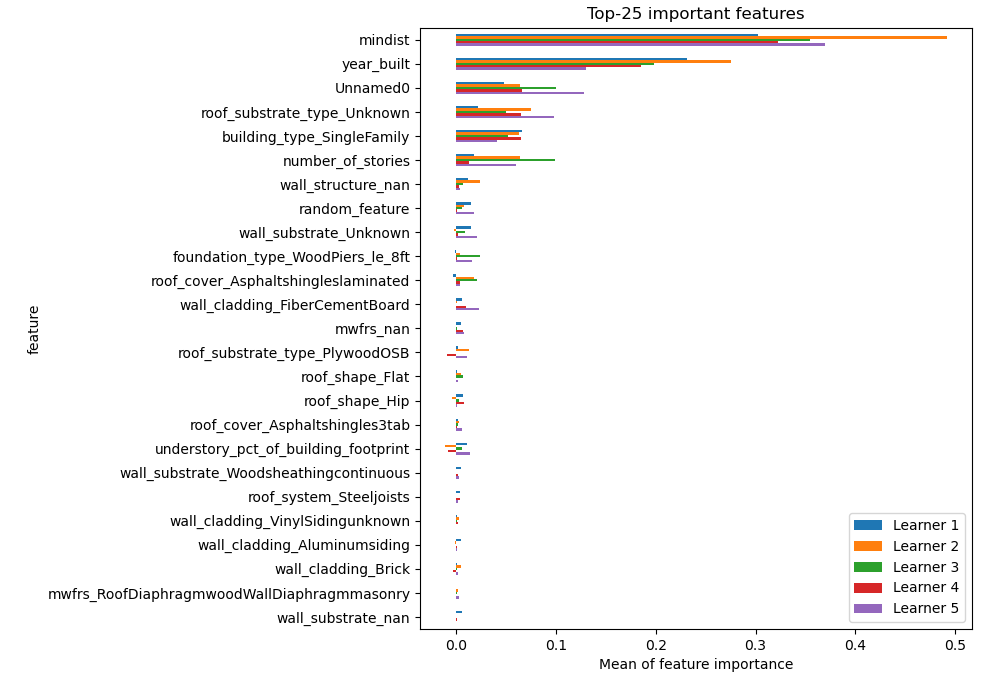 Top-25 important features
mindist
year_built
Unnamed0
roof_substrate_type_Unknown
building_type_SingleFamily
number_of_stories
wall_structure_nan
random_feature
wall_substrate_Unknown
foundation_type_WoodPiers_le_8ft
roof_cover_Asphaltshingleslaminated
wall_cladding_FiberCementBoard
mwfrs_nan
roof_substrate_type_PlywoodOSB
roof_shape_Flat
roof_shape_Hip
roof_cover_Asphaltshingles3tab
understory_pct_of_building_footprint
wall_substrate_Woodsheathingcontinuous
roof_system_Steeljoists
wall_cladding_VinylSidingunknown
wall_cladding_Aluminumsiding
wall_cladding_Brick
mwfrs_RoofDiaphragmwoodWallDiaphragmmasonry
wall_substrate_nan
feature
Learner 1
Learner 2
Learner 3
Learner 4
Learner 5
0.0 0.1 0.2 0.3 0.4 0.5
Mean of feature importance